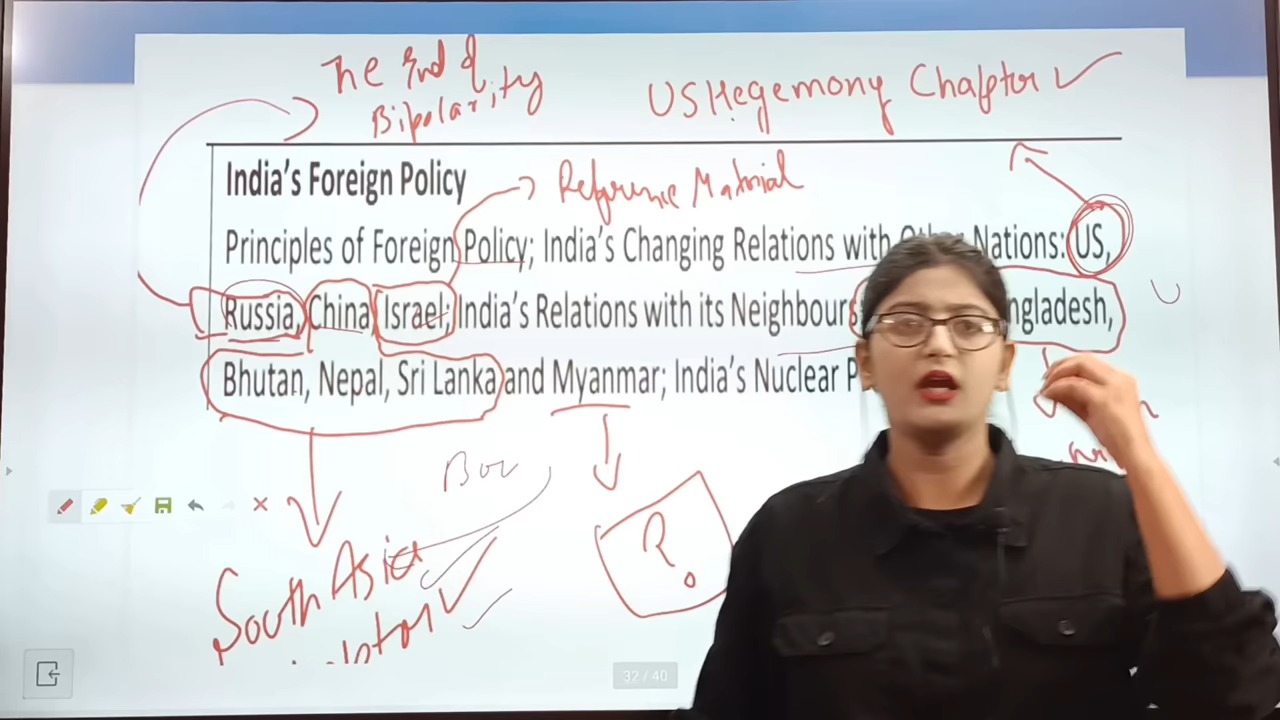 The End of
Bipolarity
US Hegemony Chapter
India's Foreign Policy
Reference Material
Principles of Foreign Policy; India's Changing Relations with Other Nations: US,
Russia, China Israel; India's Relations with its Neighbours
Bhutan, Nepal, Sri Lanka and Myanmar; India's Nuclear
?
South Asia
32 / 40